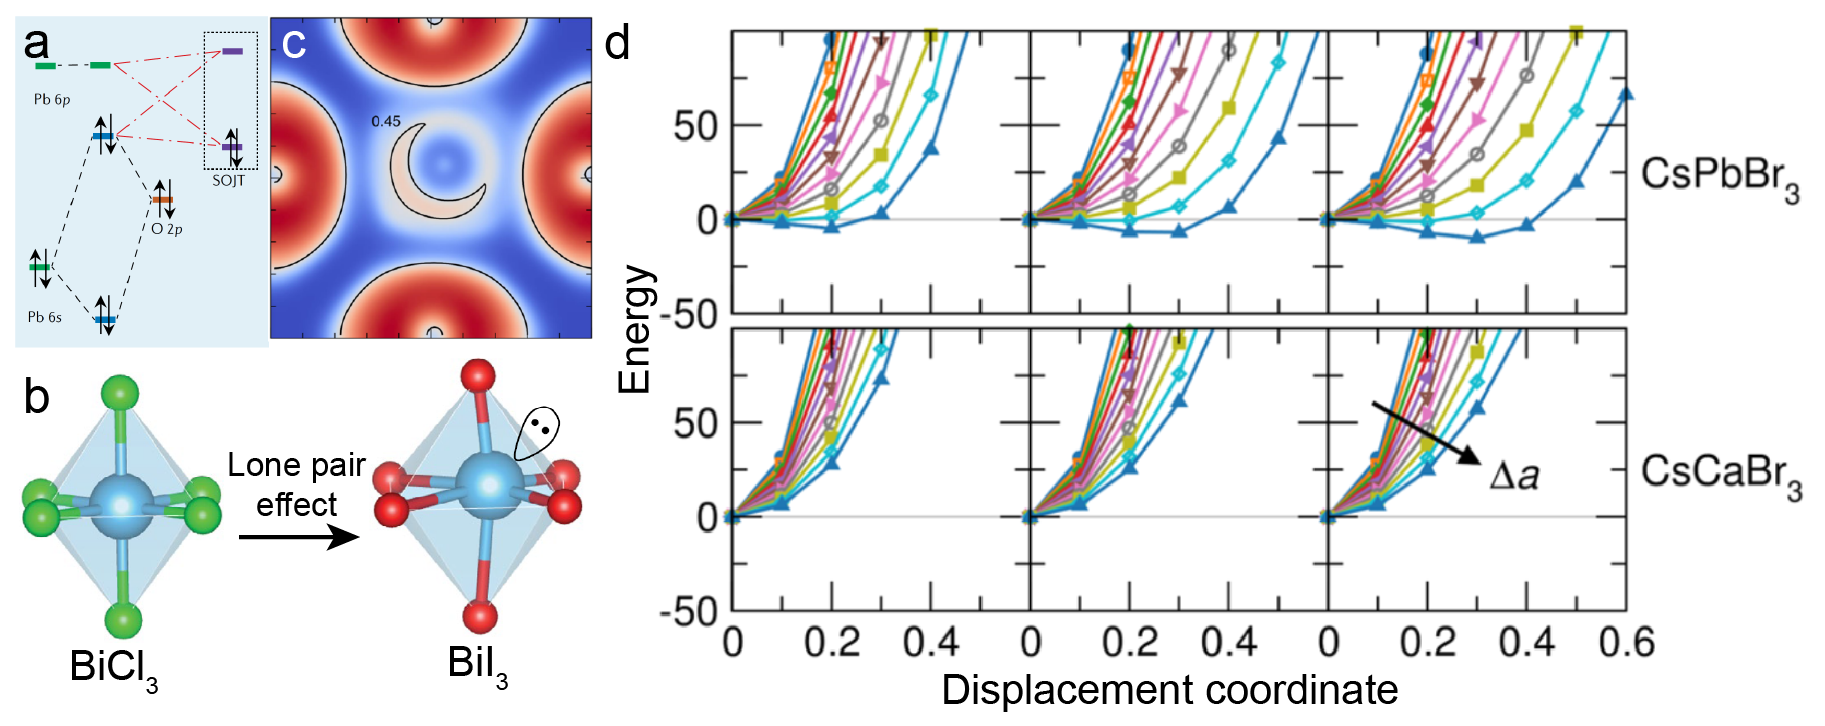 a
Pb 6p
SOJT
O 2p
Pb 6s
b
Lone pair
effect
BiCl₃
BiI₃
c
0.45
d
Energy
50
0
-50
CsPbBr₃
50
0
-50
Δa
CsCaBr₃
0 0.2 0.4 0 0.2 0.4 0 0.2 0.4 0.6
Displacement coordinate